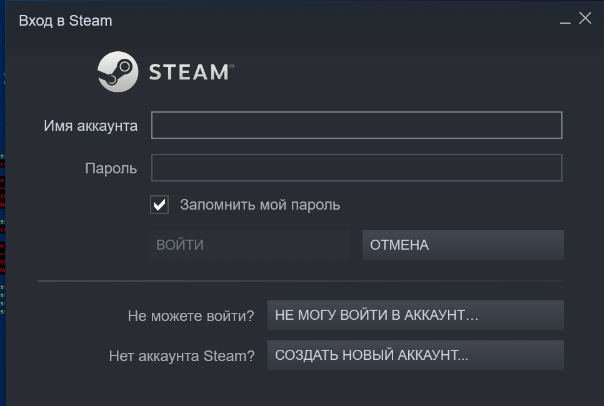 Вход в Steam
STEAM™
Имя аккаунта
Пароль
Запомнить мой пароль
ВОЙТИ
ОТМЕНА
Не можете войти?
НЕ МОГУ ВОЙТИ В АККАУНТ...
Нет аккаунта Steam?
СОЗДАТЬ НОВЫЙ АККАУНТ...